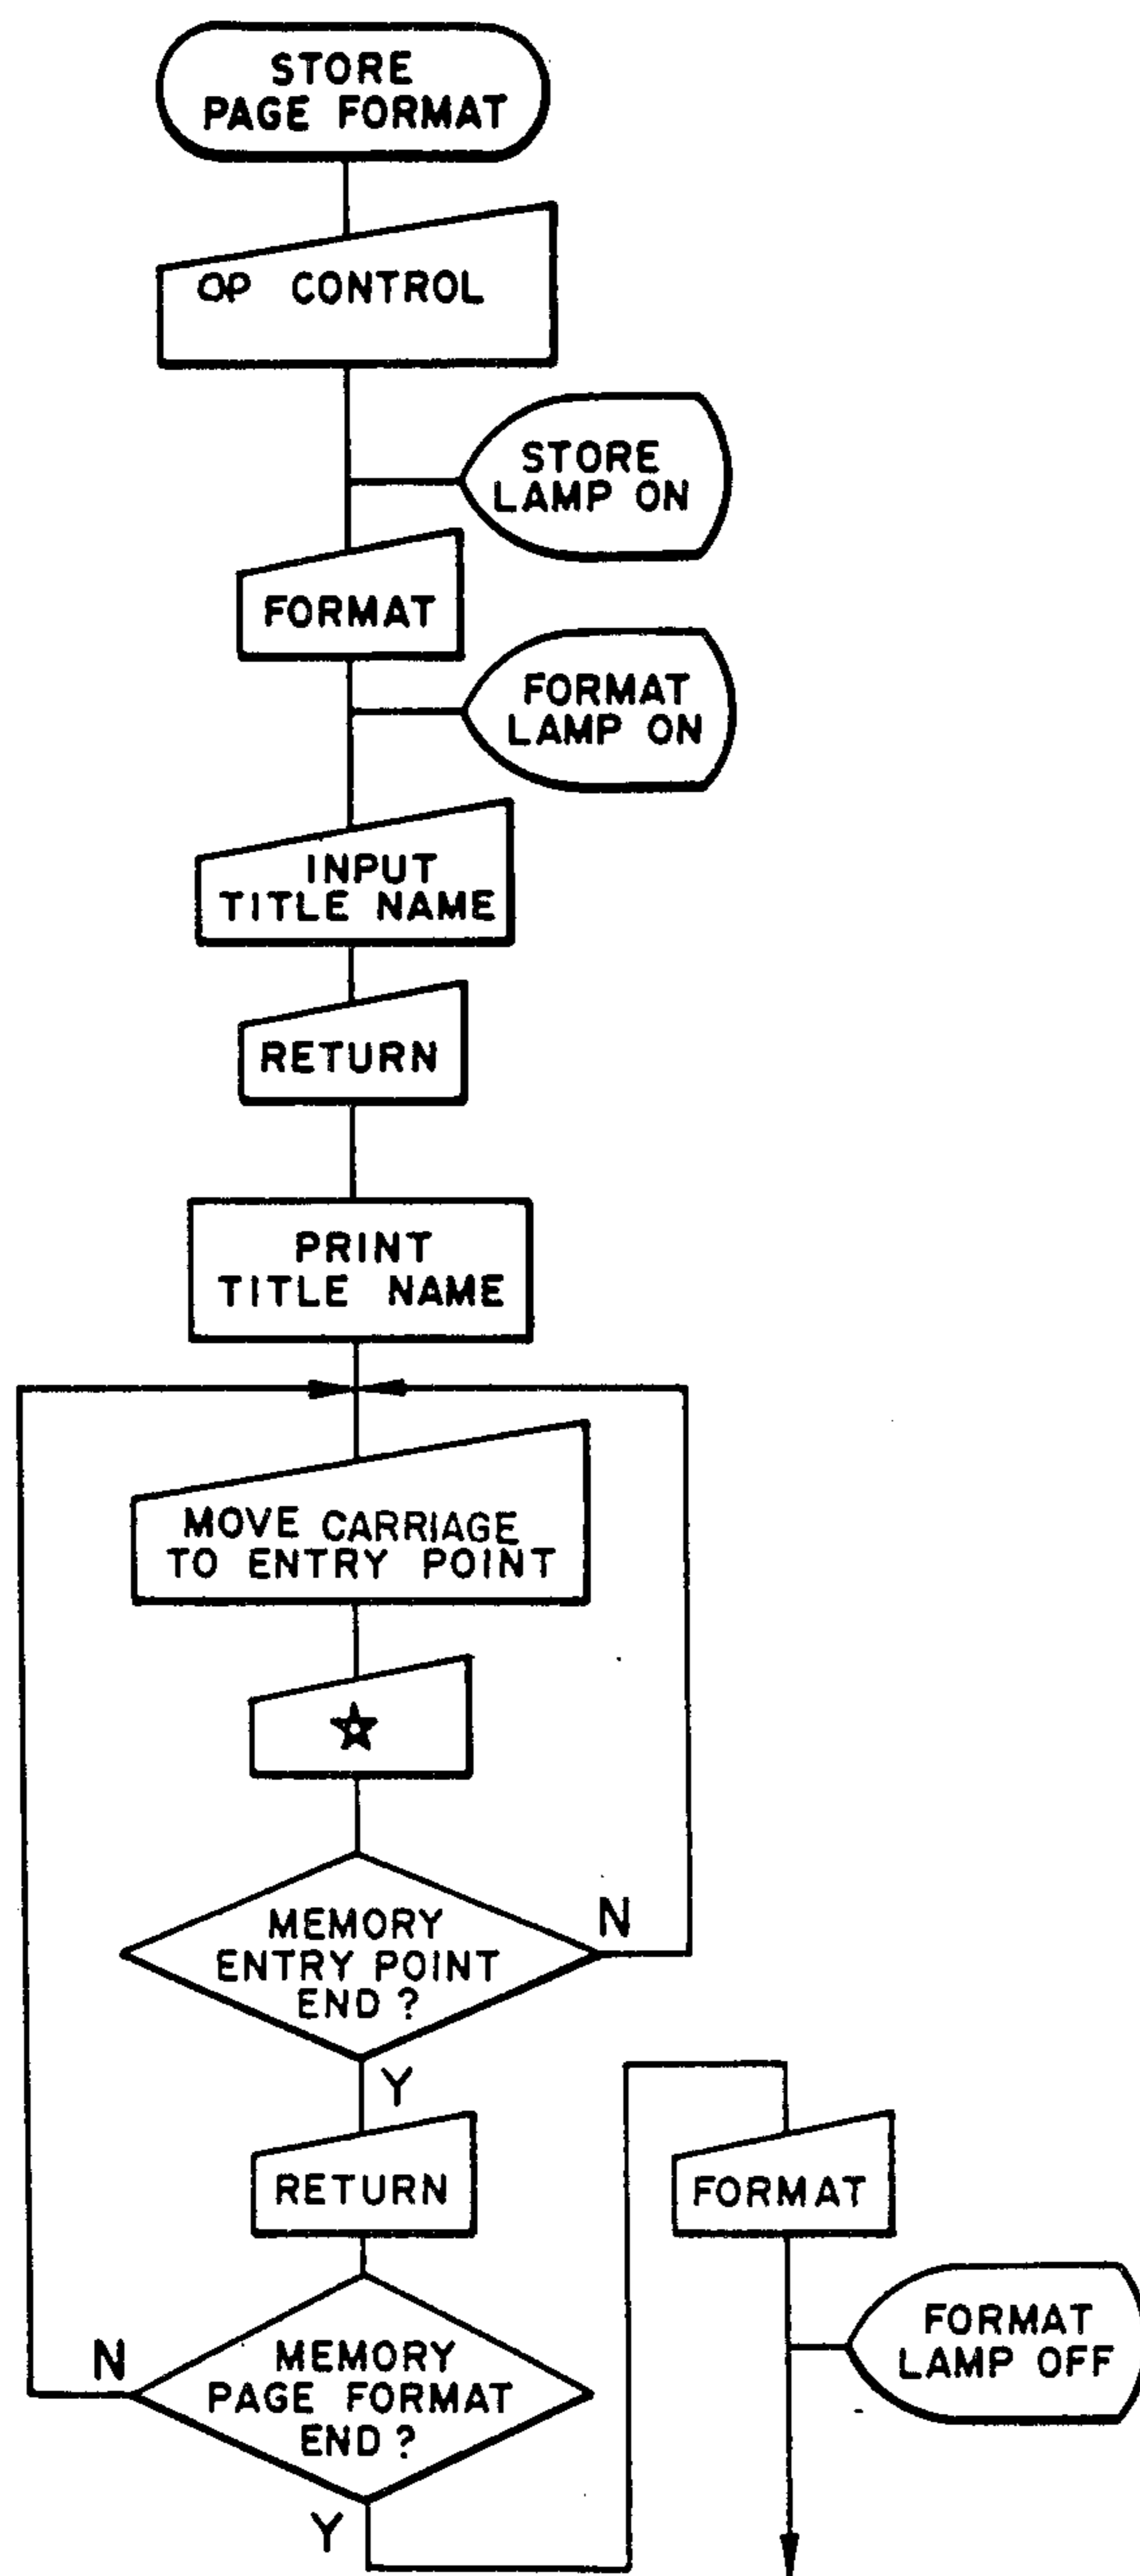 STORE
PAGE FORMAT
OP CONTROL
STORE
LAMP ON
FORMAT
FORMAT
LAMP ON
INPUT
TITLE NAME
RETURN
PRINT
TITLE NAME
MOVE CARRIAGE
TO ENTRY POINT
☆
MEMORY
ENTRY POINT
END ?
N
Y
RETURN
FORMAT
FORMAT
LAMP OFF
N
MEMORY
PAGE FORMAT
END ?
Y